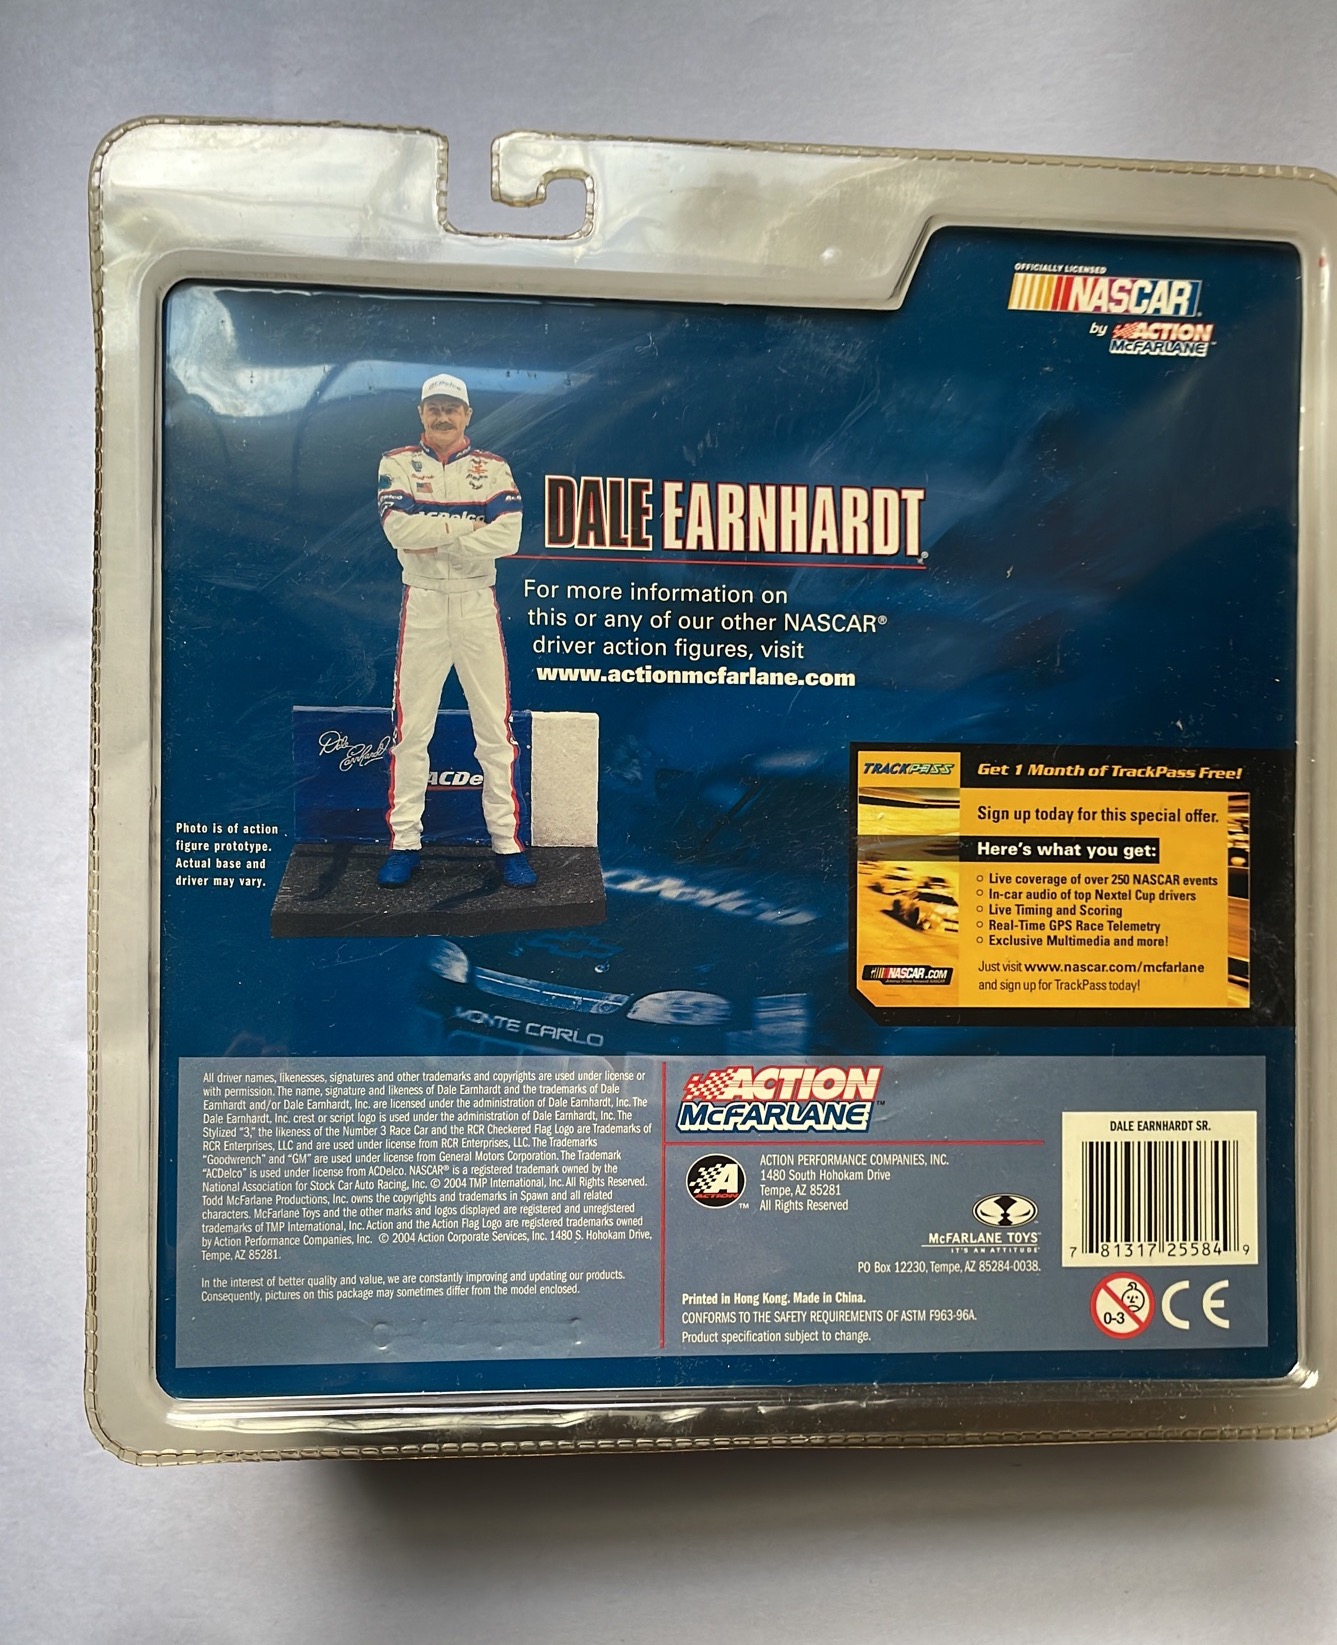 OFFICIALLY LICENSED
NASCAR®
by ACTION
McFARLANE™
ACDelco
ACDelco
DALE EARNHARDT®
For more information on
this or any of our other NASCAR®
driver action figures, visit
www.actionmcfarlane.com
Dale Earnhardt
ACDe
Photo is of action
figure prototype.
Actual base and
driver may vary.
ACDelco
MONTE CARLO
TRACKPASS
Get 1 Month of TrackPass Free!
Sign up today for this special offer.
Here's what you get:
Live coverage of over 250 NASCAR events
In-car audio of top Nextel Cup drivers
Live Timing and Scoring
Real-Time GPS Race Telemetry
Exclusive Multimedia and more!
NASCAR.COM
Just visit www.nascar.com/mcfarlane
and sign up for TrackPass today!
All driver names, likenesses, signatures and other trademarks and copyrights are used under license or
with permission. The name, signature and likeness of Dale Earnhardt and the trademarks of Dale
Earnhardt and/or Dale Earnhardt, Inc. are licensed under the administration of Dale Earnhardt, Inc. The
Dale Earnhardt, Inc. crest or script logo is used under the administration of Dale Earnhardt, Inc. The
Stylized "3," the likeness of the Number 3 Race Car and the RCR Checkered Flag Logo are Trademarks of
RCR Enterprises, LLC and are used under license from RCR Enterprises, LLC. The Trademarks
"Goodwrench" and "GM" are used under license from General Motors Corporation. The Trademark
"ACDelco" is used under license from ACDelco. NASCAR® is a registered trademark owned by the
National Association for Stock Car Auto Racing, Inc. © 2004 TMP International, Inc. All Rights Reserved.
Todd McFarlane Productions, Inc. owns the copyrights and trademarks in Spawn and all related
characters. McFarlane Toys and the other marks and logos displayed are registered and unregistered
trademarks of TMP International, Inc. Action and the Action Flag Logo are registered trademarks owned
by Action Performance Companies, Inc. © 2004 Action Corporate Services, Inc. 1480 S. Hohokam Drive,
Tempe, AZ 85281.
In the interest of better quality and value, we are constantly improving and updating our products.
Consequently, pictures on this package may sometimes differ from the model enclosed.
ACTION
McFARLANE™
A
ACTION
™
ACTION PERFORMANCE COMPANIES, INC.
1480 South Hohokam Drive
Tempe, AZ 85281
All Rights Reserved
McFARLANE TOYS™
IT'S AN ATTITUDE
PO Box 12230, Tempe, AZ 85284-0038.
Printed in Hong Kong. Made in China.
CONFORMS TO THE SAFETY REQUIREMENTS OF ASTM F963-96A.
Product specification subject to change.
DALE EARNHARDT SR.
7 81317 25584 9
0-3
CE